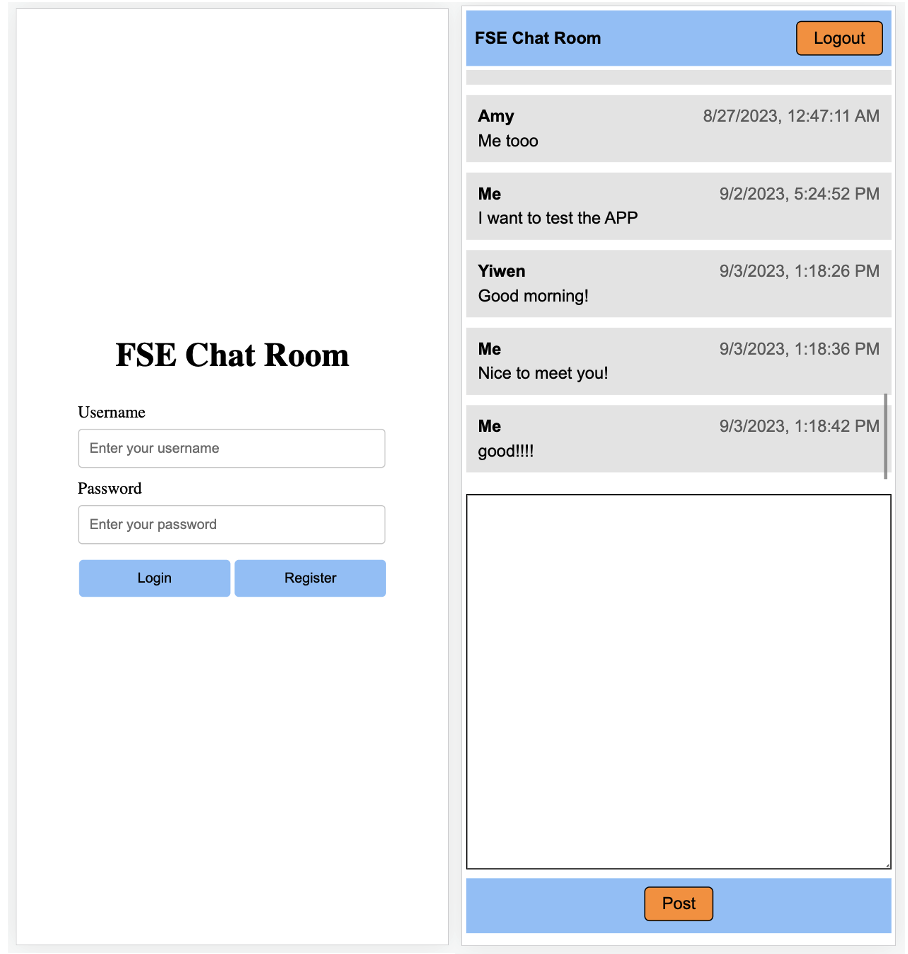 FSE Chat Room
Username
Enter your username
Password
Enter your password
Login Register
FSE Chat Room Logout
Amy 8/27/2023, 12:47:11 AM
Me tooo
Me 9/2/2023, 5:24:52 PM
I want to test the APP
Yiwen 9/3/2023, 1:18:26 PM
Good morning!
Me 9/3/2023, 1:18:36 PM
Nice to meet you!
Me 9/3/2023, 1:18:42 PM
good!!!!
Post